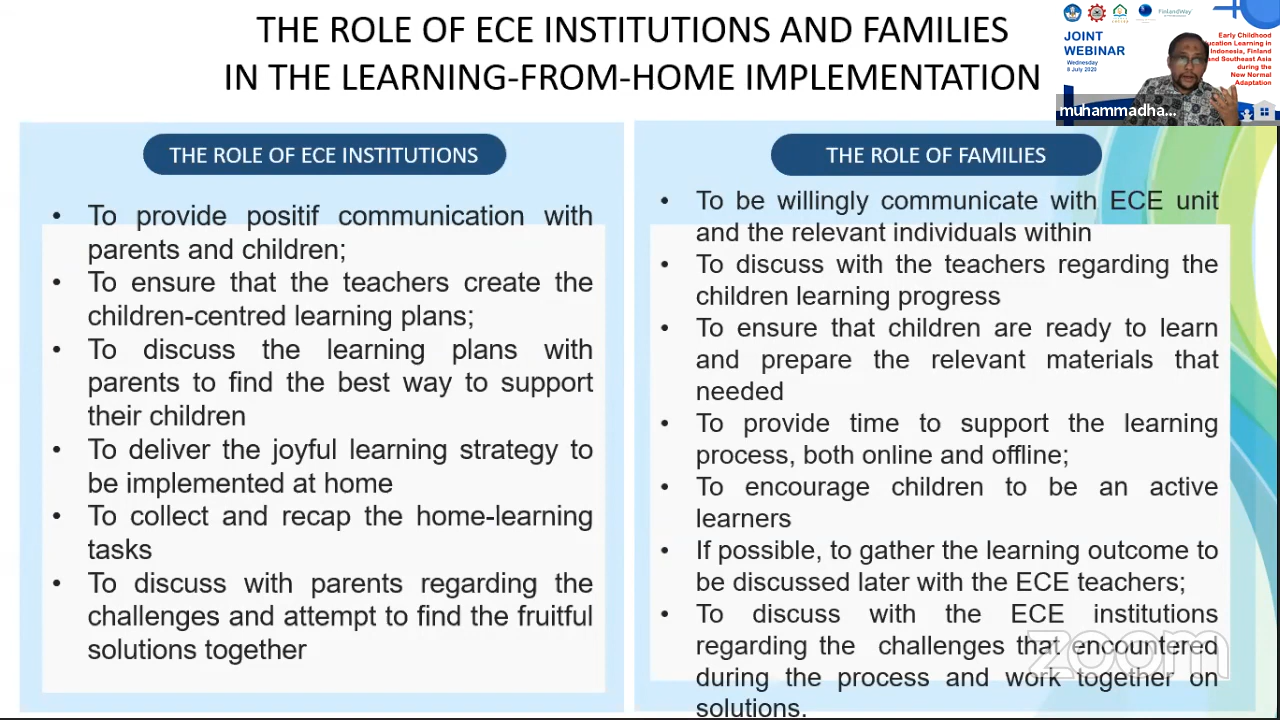 THE ROLE OF ECE INSTITUTIONS AND FAMILIES
IN THE LEARNING-FROM-HOME IMPLEMENTATION
FinlandWay
JOINT
WEBINAR
Wednesday
8 July 2020
Early Childhood
ucation Learning in
Indonesia, Finland
and Southeast Asia
during the
New Normal
Adaptation
muhammadha...
THE ROLE OF ECE INSTITUTIONS
• To provide positif communication with
parents and children;
• To ensure that the teachers create the
children-centred learning plans;
• To discuss the learning plans with
parents to find the best way to support
their children
• To deliver the joyful learning strategy to
be implemented at home
• To collect and recap the home-learning
tasks
• To discuss with parents regarding the
challenges and attempt to find the fruitful
solutions together
THE ROLE OF FAMILIES
• To be willingly communicate with ECE unit
and the relevant individuals within
• To discuss with the teachers regarding the
children learning progress
• To ensure that children are ready to learn
and prepare the relevant materials that
needed
• To provide time to support the learning
process, both online and offline;
• To encourage children to be an active
learners
• If possible, to gather the learning outcome to
be discussed later with the ECE teachers;
• To discuss with the ECE institutions
regarding the challenges that encountered
during the process and work together on
solutions.
zoom